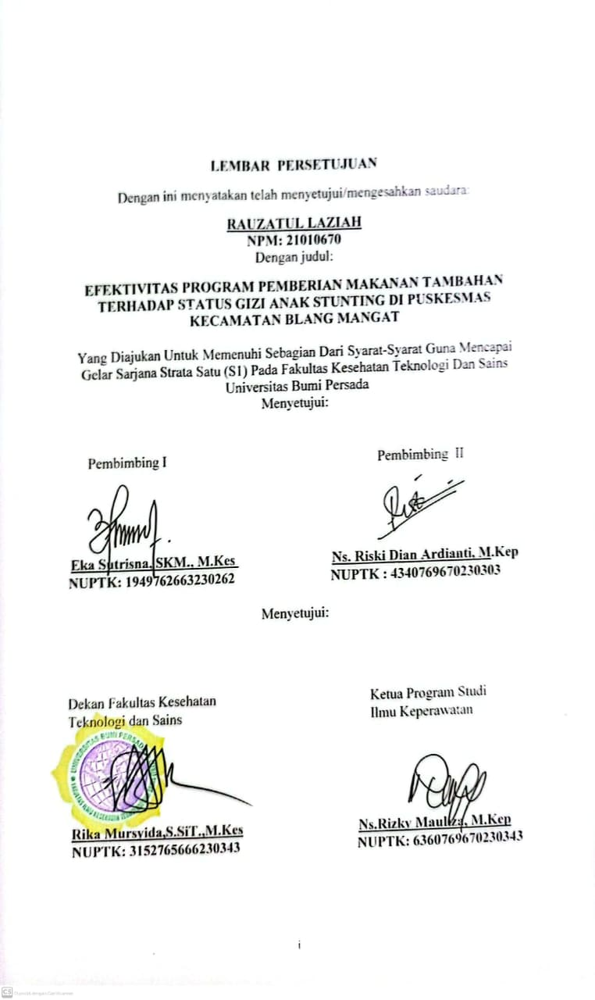 LEMBAR PERSETUJUAN
Dengan ini menyatakan telah menyetujui/mengesahkan saudara:
RAUZATUL LAZIAH
NPM: 21010670
Dengan judul:
EFEKTIVITAS PROGRAM PEMBERIAN MAKANAN TAMBAHAN
TERHADAP STATUS GIZI ANAK STUNTING DI PUSKESMAS
KECAMATAN BLANG MANGAT
Yang Diajukan Untuk Memenuhi Sebagian Dari Syarat-Syarat Guna Mencapai
Gelar Sarjana Strata Satu (S1) Pada Fakultas Kesehatan Teknologi Dan Sains
Universitas Bumi Persada
Menyetujui:
Pembimbing I
Pembimbing II
Eka Sutrisna, SKM., M.Kes
NUPTK: 1949762663230262
Ns. Riski Dian Ardianti, M.Kep
NUPTK : 4340769670230303
Menyetujui:
Dekan Fakultas Kesehatan
Teknologi dan Sains
Ketua Program Studi
Ilmu Keperawatan
UNIVERSITAS BUMI PERSADA
Rika Mursyida,S.SiT.,M.Kes
NUPTK: 3152765666230343
Ns.Rizky Mauliza, M.Kep
NUPTK: 6360769670230343
i
CS Dipindai dengan CamScanner